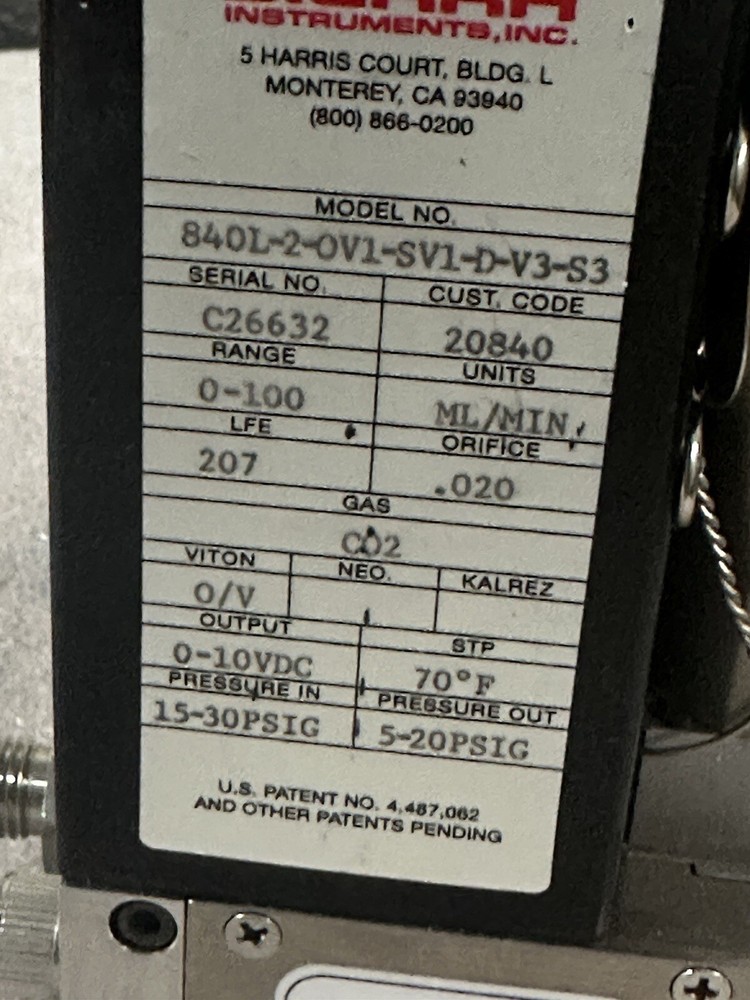 INSTRUMENTS, INC.
5 HARRIS COURT, BLDG. L
MONTEREY, CA 93940
(800) 866-0200
MODEL NO.
840L-2-OV1-SV1-D-V3-S3
SERIAL NO. CUST. CODE
C26632 20840
RANGE UNITS
0-100 ML/MIN
LFE ORIFICE
207 .020
GAS
CO2
VITON NEO. KALREZ
O/V
OUTPUT STP
0-10VDC 70°F
PRESSURE IN PRESSURE OUT
15-30PSIG 5-20PSIG
U.S. PATENT NO. 4,487,062
AND OTHER PATENTS PENDING